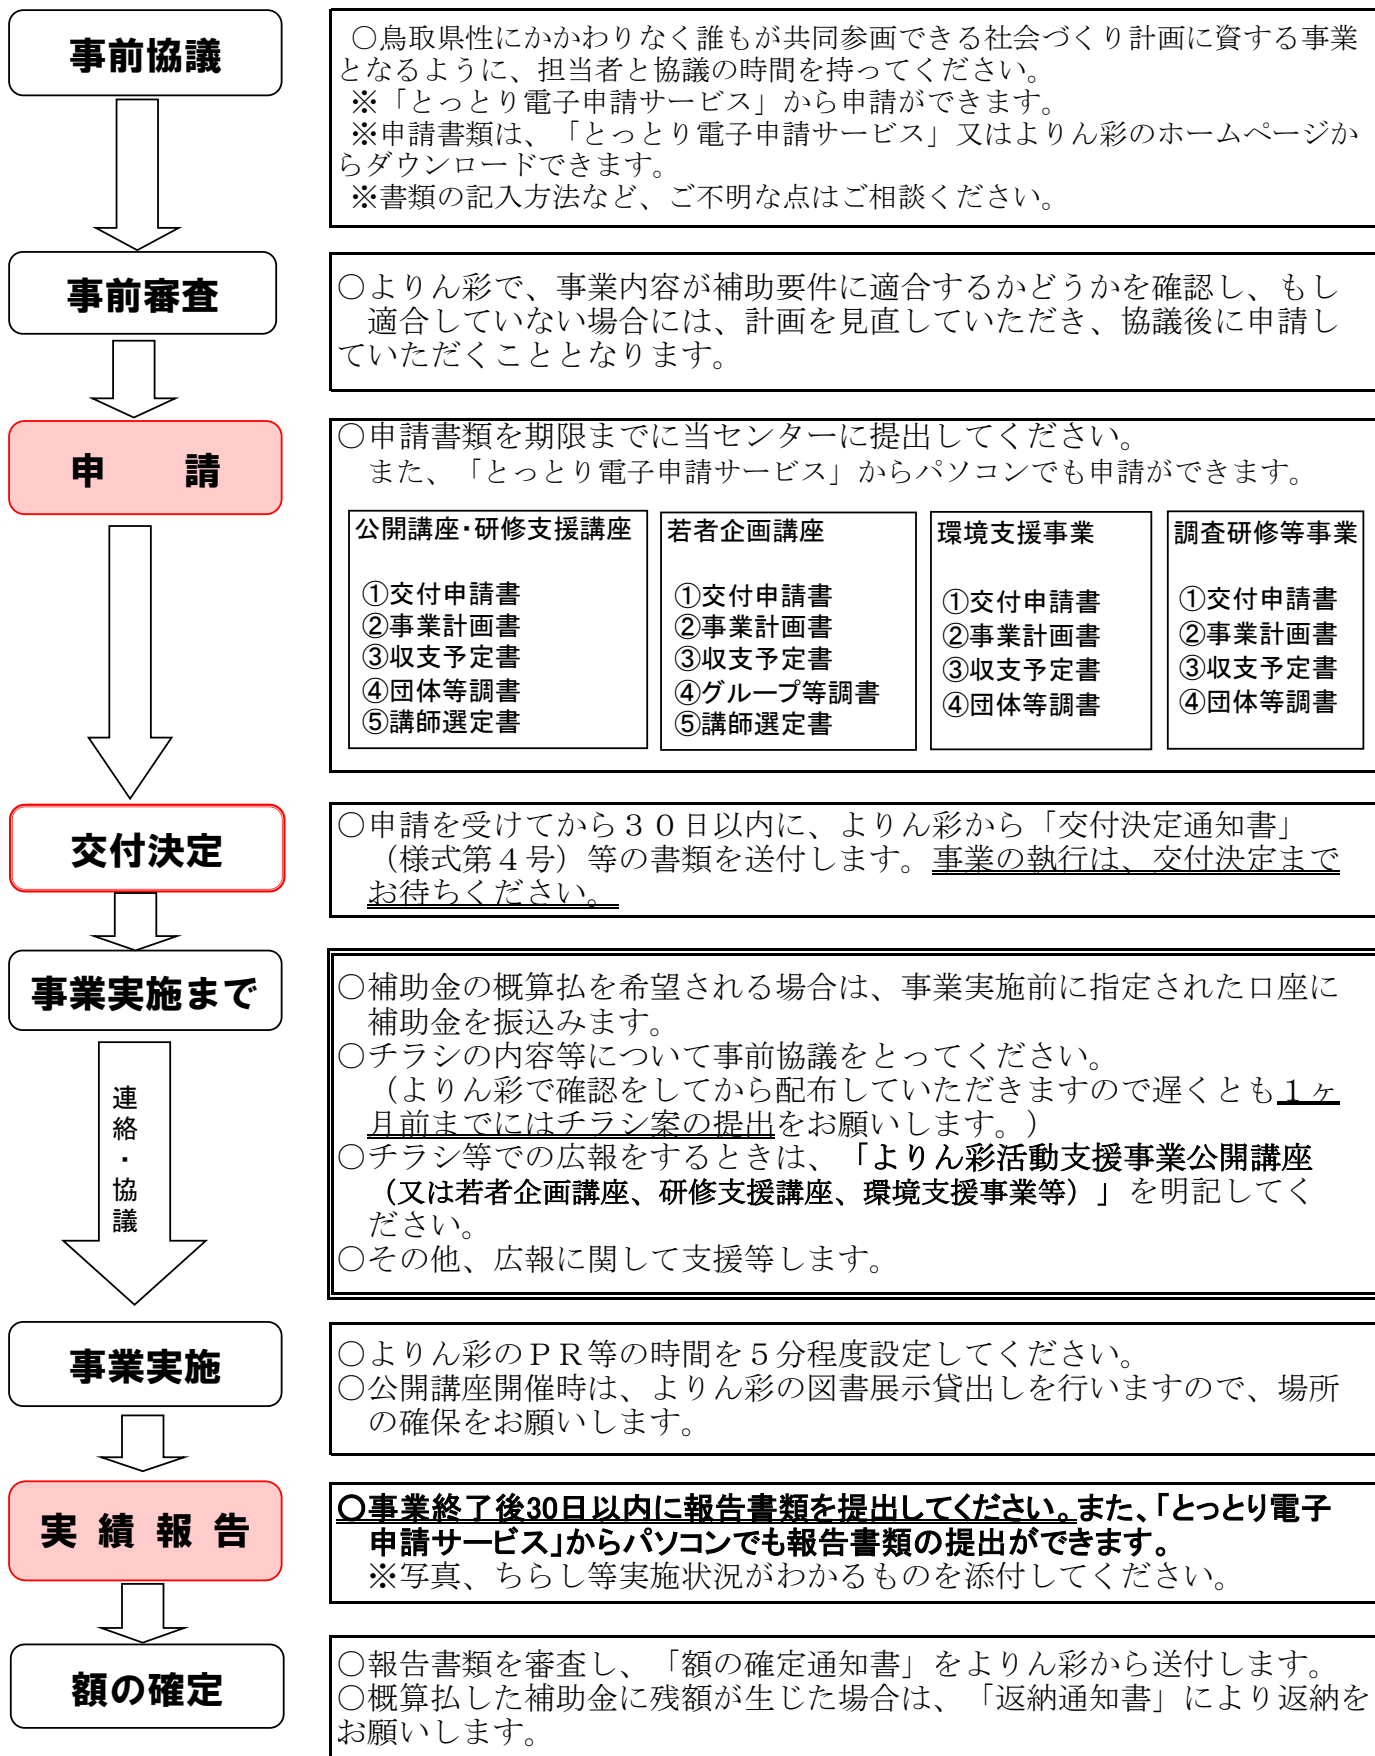 事前協議
○鳥取県性にかかわりなく誰もが共同参画できる社会づくり計画に資する事業
となるように、担当者と協議の時間を持ってください。
※「とっとり電子申請サービス」から申請ができます。
※申請書類は、「とっとり電子申請サービス」又はよりん彩のホームページか
らダウンロードできます。
※書類の記入方法など、ご不明な点はご相談ください。
事前審査
○よりん彩で、事業内容が補助要件に適合するかどうかを確認し、もし
適合していない場合には、計画を見直していただき、協議後に申請し
ていただくこととなります。
申　請
○申請書類を期限までに当センターに提出してください。
また、「とっとり電子申請サービス」からパソコンでも申請ができます。
公開講座・研修支援講座
①交付申請書
②事業計画書
③収支予定書
④団体等調書
⑤講師選定書
若者企画講座
①交付申請書
②事業計画書
③収支予定書
④グループ等調書
⑤講師選定書
環境支援事業
①交付申請書
②事業計画書
③収支予定書
④団体等調書
調査研修等事業
①交付申請書
②事業計画書
③収支予定書
④団体等調書
交付決定
○申請を受けてから３０日以内に、よりん彩から「交付決定通知書」
（様式第４号）等の書類を送付します。事業の執行は、交付決定まで
お待ちください。
事業実施まで
連絡・協議
○補助金の概算払を希望される場合は、事業実施前に指定された口座に
補助金を振込みます。
○チラシの内容等について事前協議をとってください。
（よりん彩で確認をしてから配布していただきますので遅くとも１ヶ
月前までにはチラシ案の提出をお願いします。）
○チラシ等での広報をするときは、「よりん彩活動支援事業公開講座
（又は若者企画講座、研修支援講座、環境支援事業等）」を明記してく
ださい。
○その他、広報に関して支援等します。
事業実施
○よりん彩のＰＲ等の時間を５分程度設定してください。
○公開講座開催時は、よりん彩の図書展示貸出しを行いますので、場所
の確保をお願いします。
実 績 報 告
○事業終了後30日以内に報告書類を提出してください。また、「とっとり電子
申請サービス」からパソコンでも報告書類の提出ができます。
※写真、ちらし等実施状況がわかるものを添付してください。
額の確定
○報告書類を審査し、「額の確定通知書」をよりん彩から送付します。
○概算払した補助金に残額が生じた場合は、「返納通知書」により返納を
お願いします。